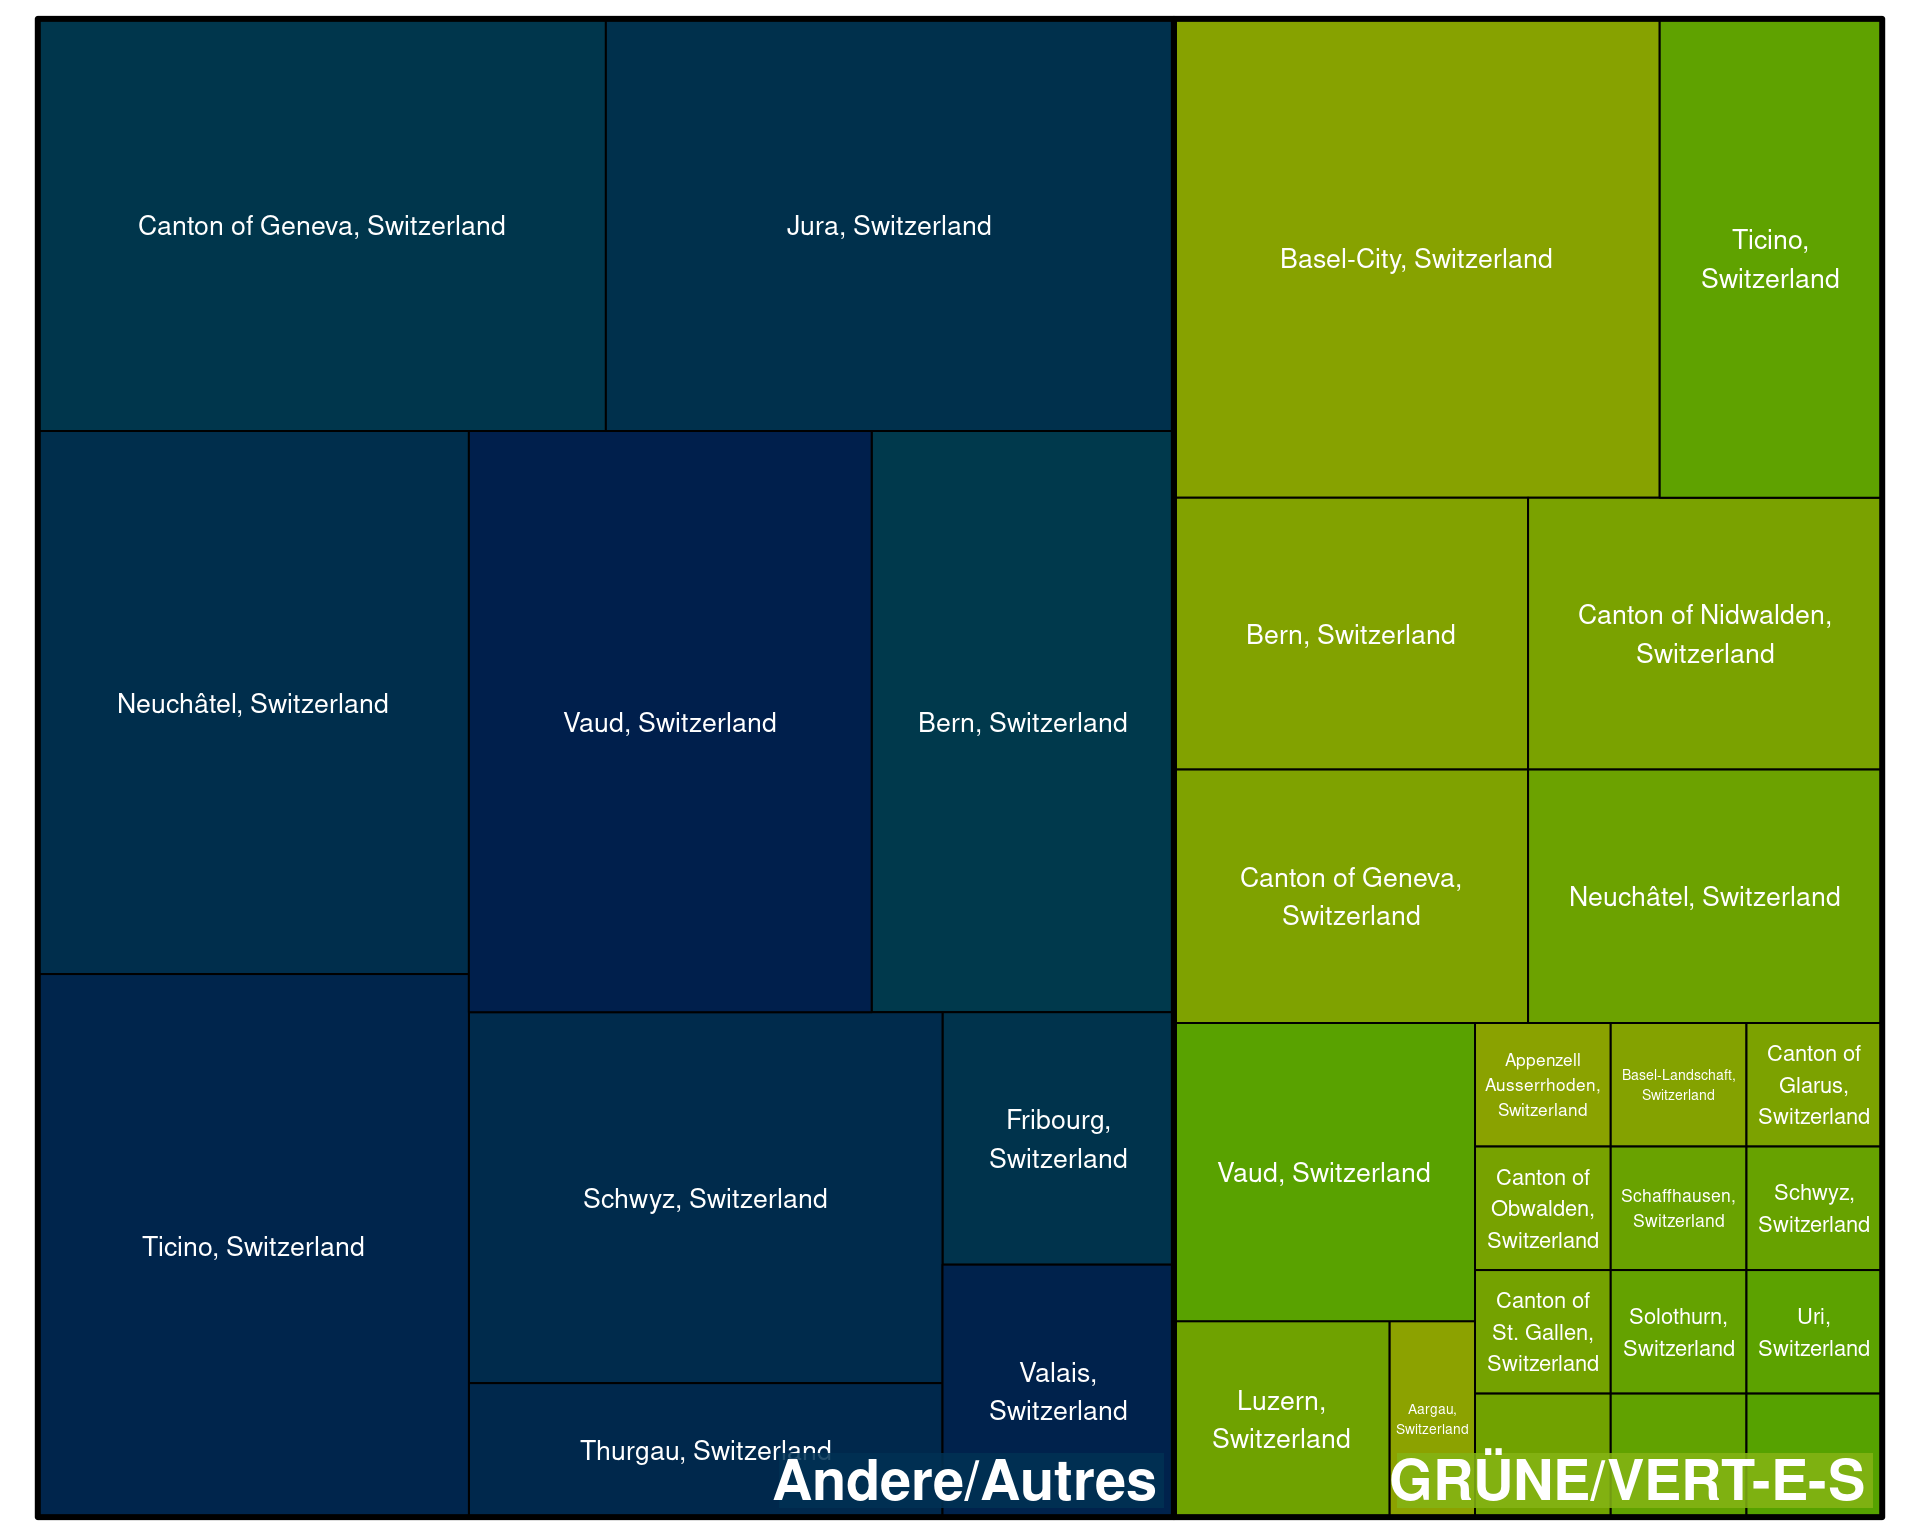 Canton of Geneva, Switzerland
Jura, Switzerland
Neuchâtel, Switzerland
Vaud, Switzerland
Bern, Switzerland
Ticino, Switzerland
Schwyz, Switzerland
Fribourg,
Switzerland
Valais,
Switzerland
Thurgau, Switzerland
Andere/Autres
Basel-City, Switzerland
Ticino,
Switzerland
Bern, Switzerland
Canton of Nidwalden,
Switzerland
Canton of Geneva,
Switzerland
Neuchâtel, Switzerland
Vaud, Switzerland
Appenzell
Ausserrhoden,
Switzerland
Basel-Landschaft,
Switzerland
Canton of
Glarus,
Switzerland
Canton of
Obwalden,
Switzerland
Schaffhausen,
Switzerland
Schwyz,
Switzerland
Canton of
St. Gallen,
Switzerland
Solothurn,
Switzerland
Uri,
Switzerland
Luzern,
Switzerland
Aargau,
Switzerland
GRÜNE/VERT-E-S